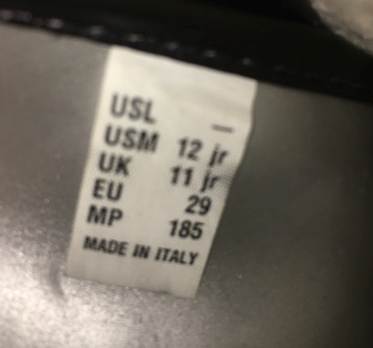 USL –
USM 12 jr
UK 11 jr
EU 29
MP 185
MADE IN ITALY